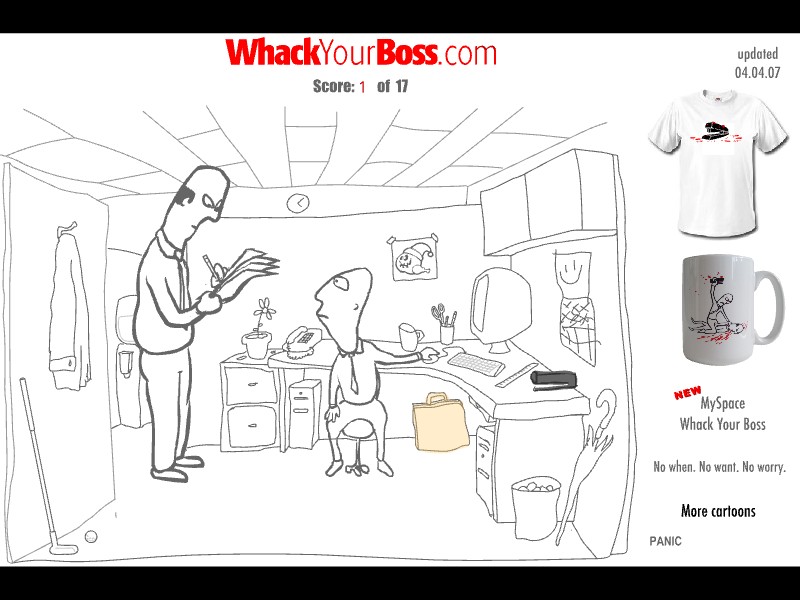 WhackYourBoss.com
Score: 1 of 17
updated
04.04.07
NEW
MySpace
Whack Your Boss
No when. No want. No worry.
More cartoons
PANIC